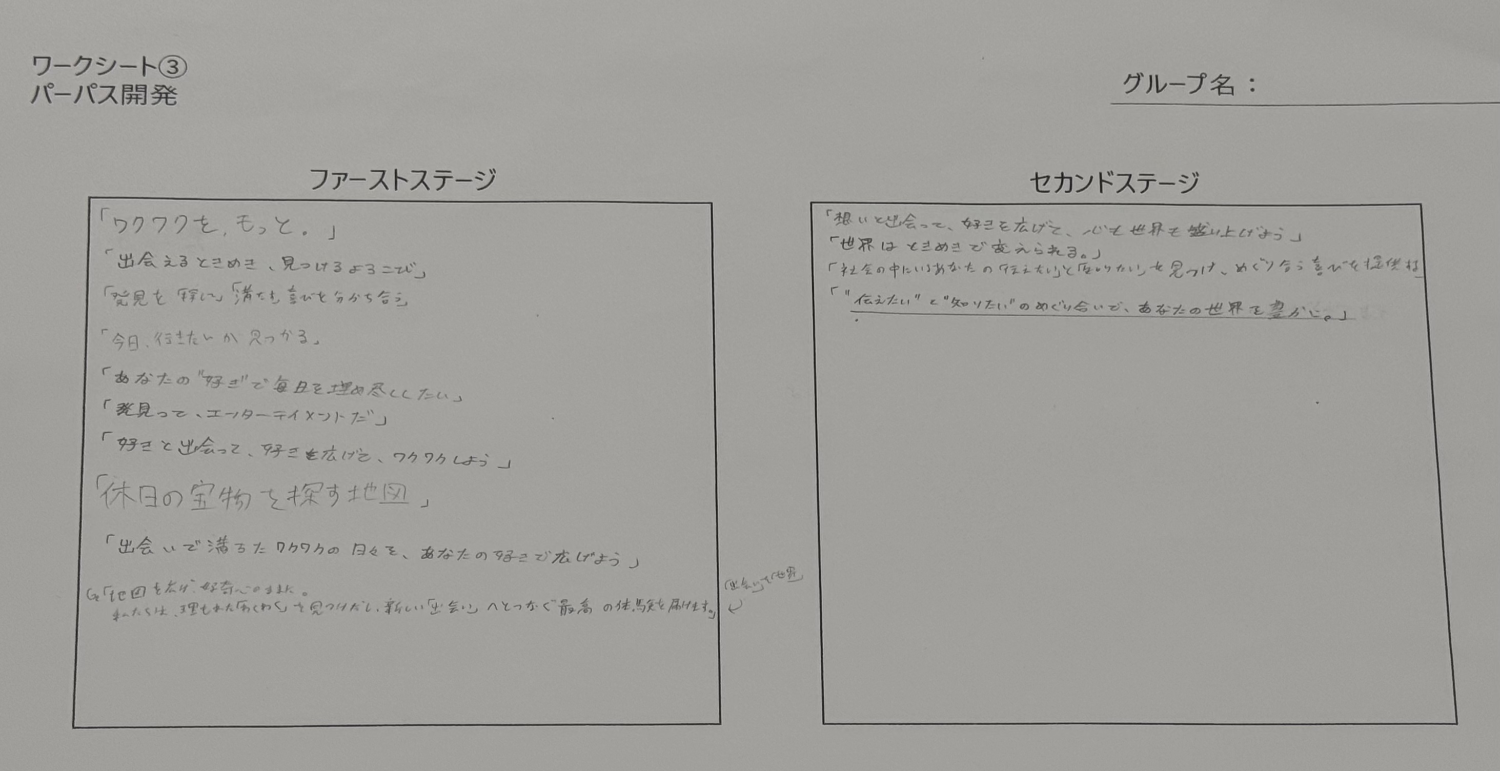 ワークシート③
パーパス開発
グループ名：
ファーストステージ
「ワクワクを、もっと。」
「出会えるときめき、見つけるよろこび」
「発見を 喜びを分かち合う
「今日、行きたいが見つかる」
「あなたの"好き"で毎日を埋め尽くしたい」
「発見って、エンターテイメントだ」
「好きと出会って、好きを広げて、ワクワクしよう」
「休日の宝物を探す地図」
「出会いで満ちたワクワクの日々を、あなたの好きで広げよう」
「地図を広げ、好奇心のままに。
私たちは、埋もれた「わくわく」を見つけだし、新しい「出会い」へとつなぐ最高の体験を届けます。」
セカンドステージ
「想いと出会って、好きを広げて、心も世界も盛り上げよう」
「世界はときめきで変えられる。」
「社会の中にいるあなたの「伝えたい」と「知りたい」を見つけ、めぐり合う喜びを提供
「"伝えたい"と"知りたい"のめぐり合いで、あなたの世界を豊かに。」